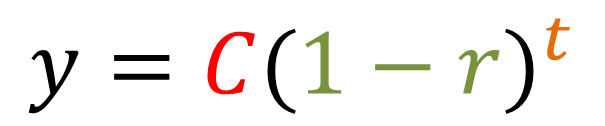 y = C(1 − r)^t